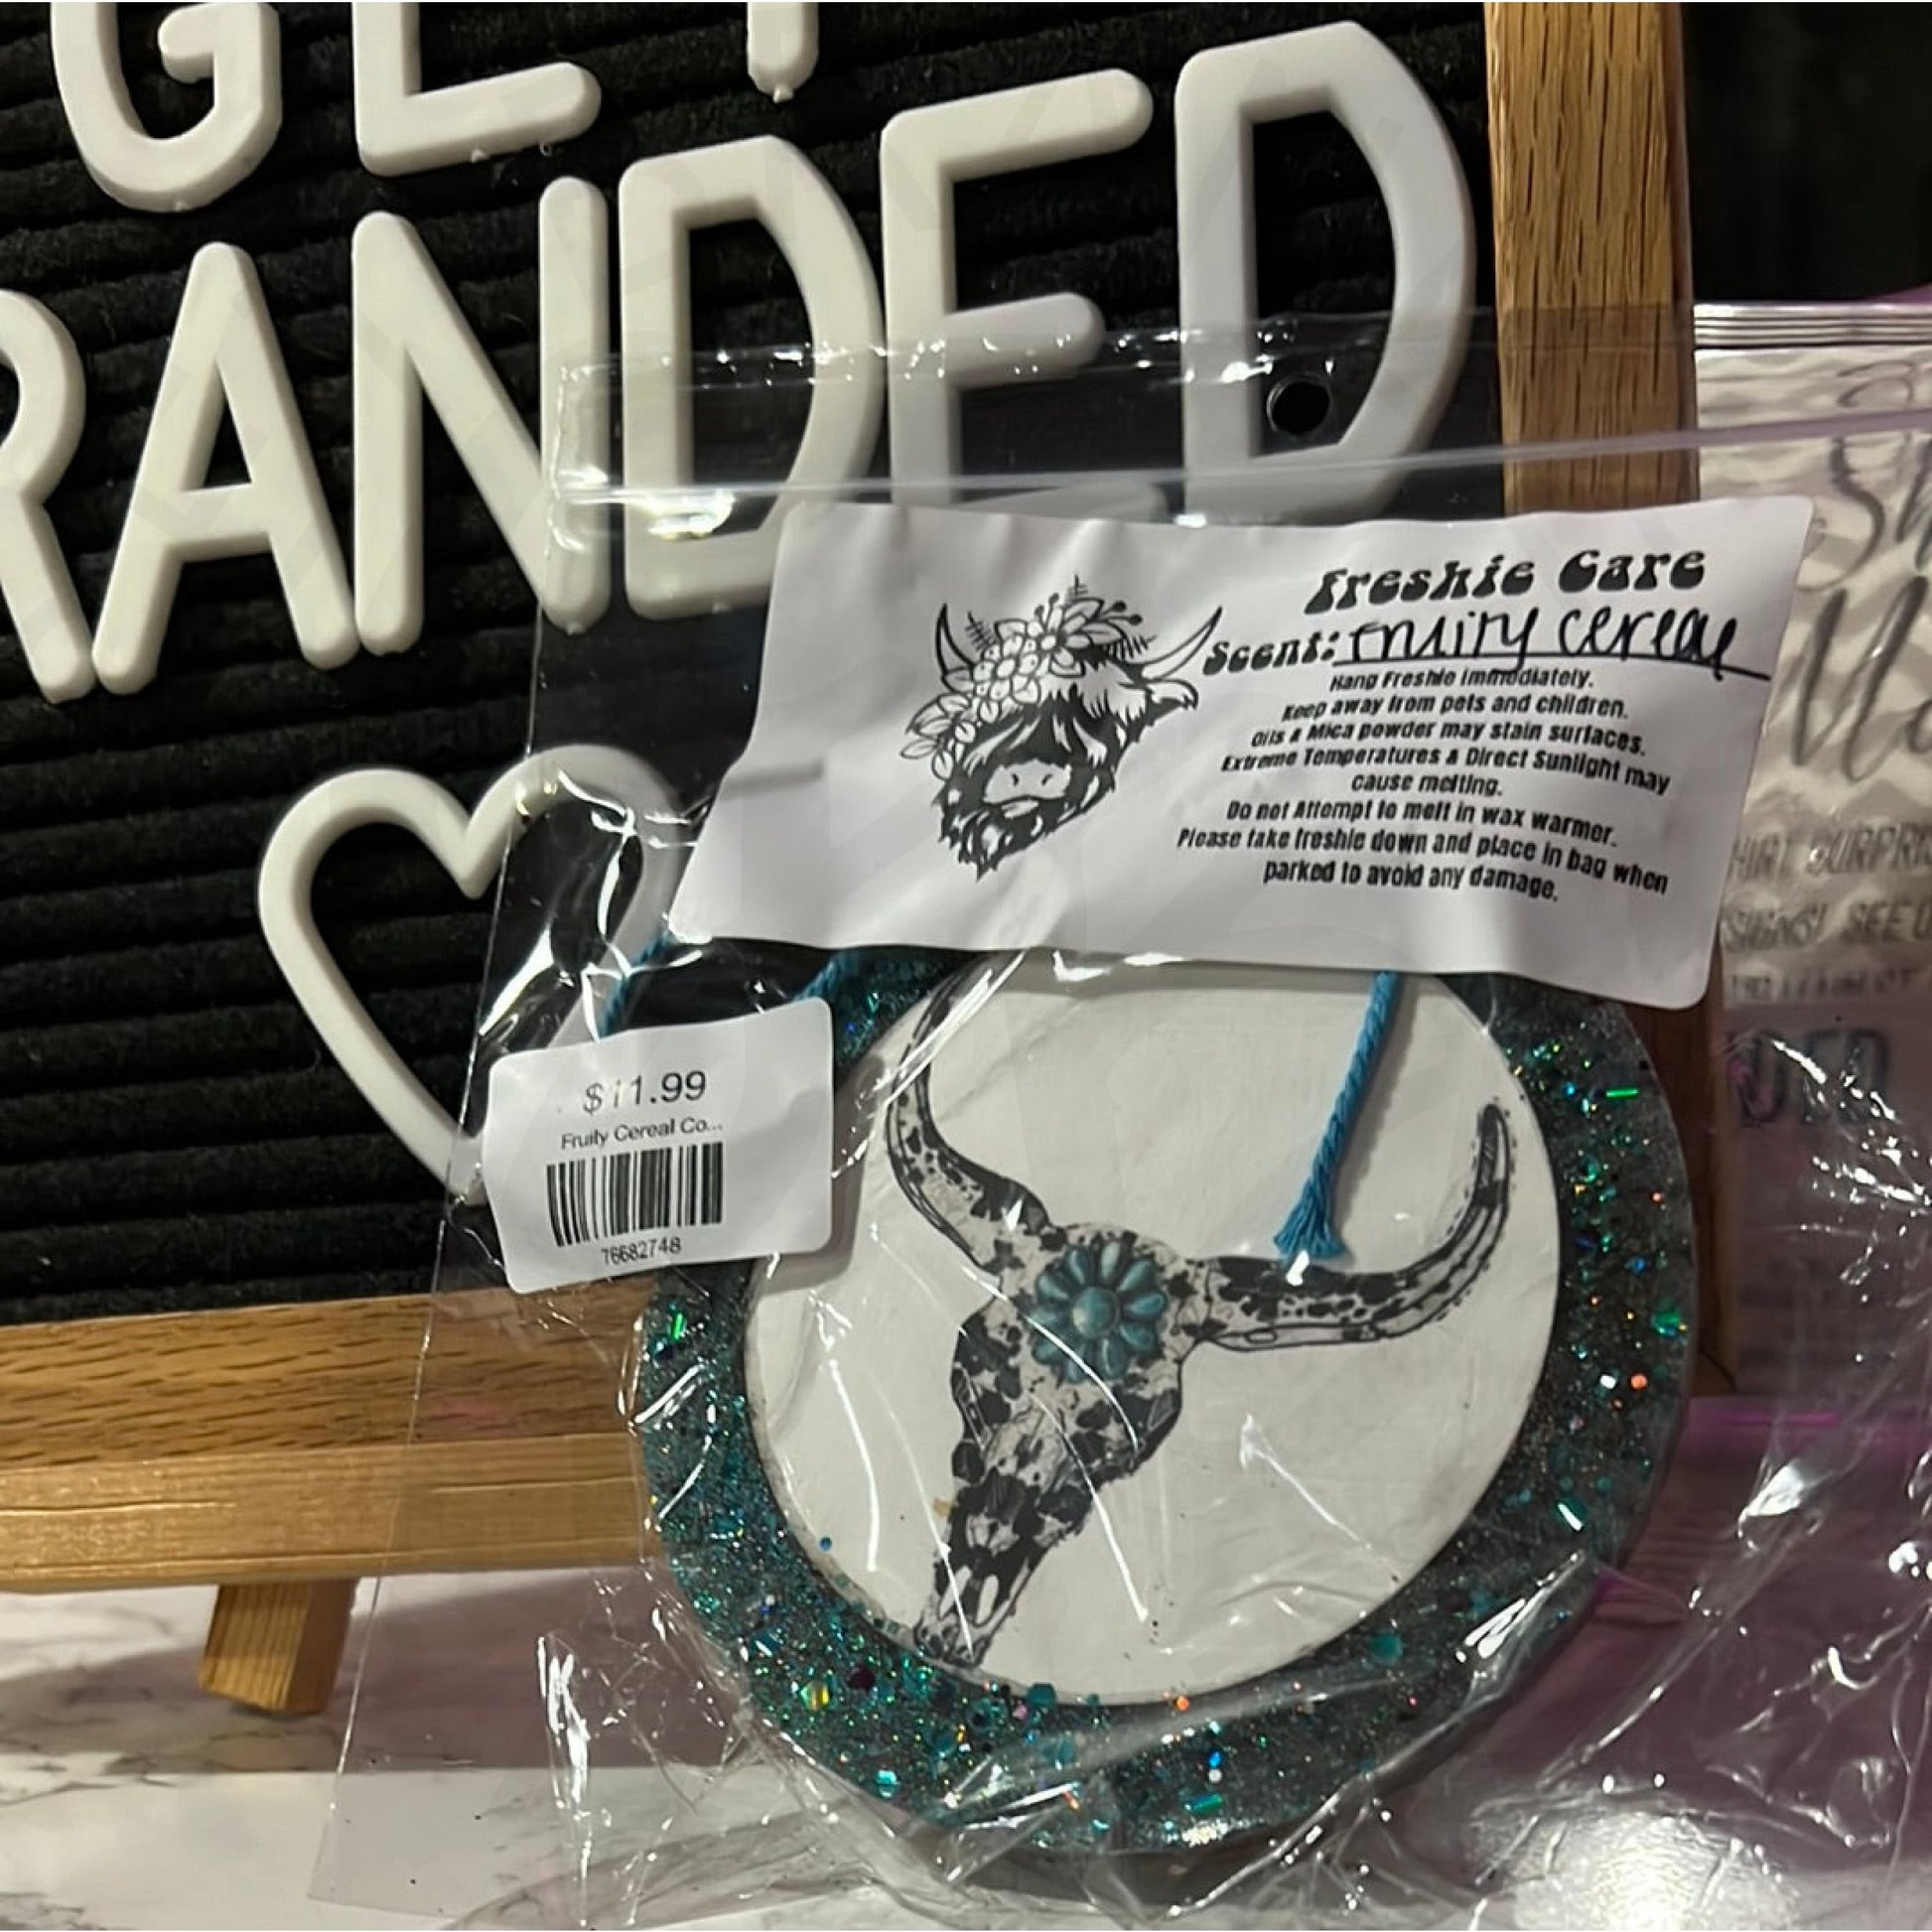 GET
RANDED
Freshie Care
Scent: Fruity Cereal
Hang Freshie Immediately.
Keep away from pets and children.
Oils & Mica powder may stain surfaces.
Extreme Temperatures & Direct Sunlight may
cause melting.
Do not Attempt to melt in wax warmer.
Please take freshie down and place in bag when
parked to avoid any damage.
$11.99
Fruity Cereal Co...
76682748
SEE